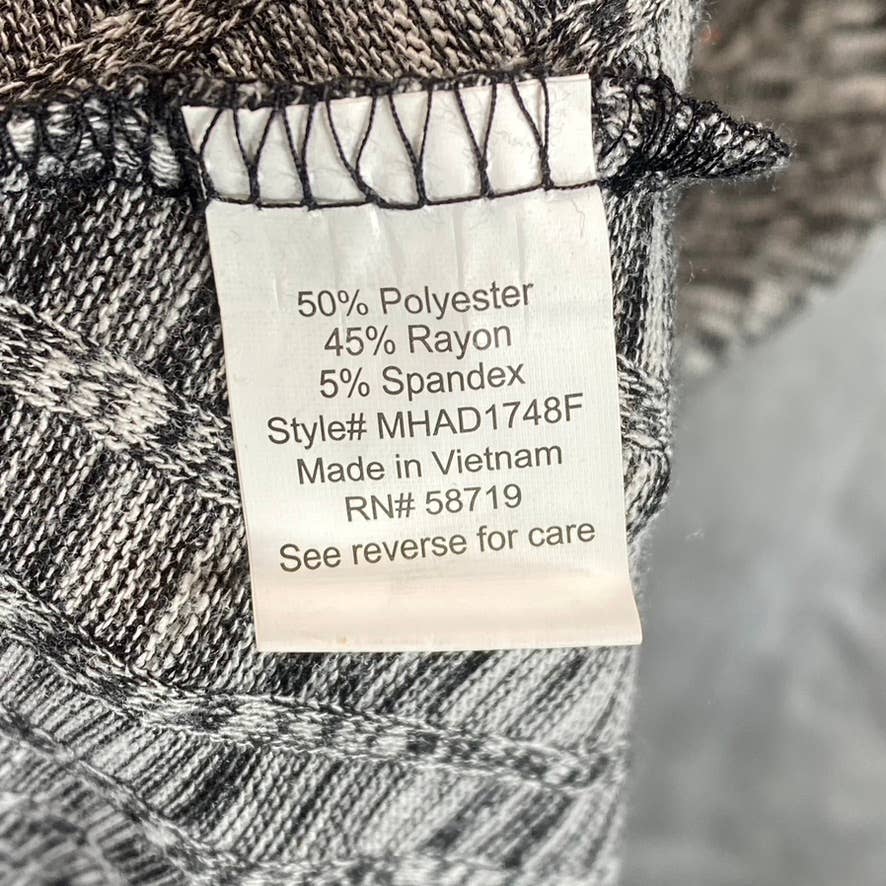 50% Polyester
45% Rayon
5% Spandex
Style# MHAD1748F
Made in Vietnam
RN# 58719
See reverse for care